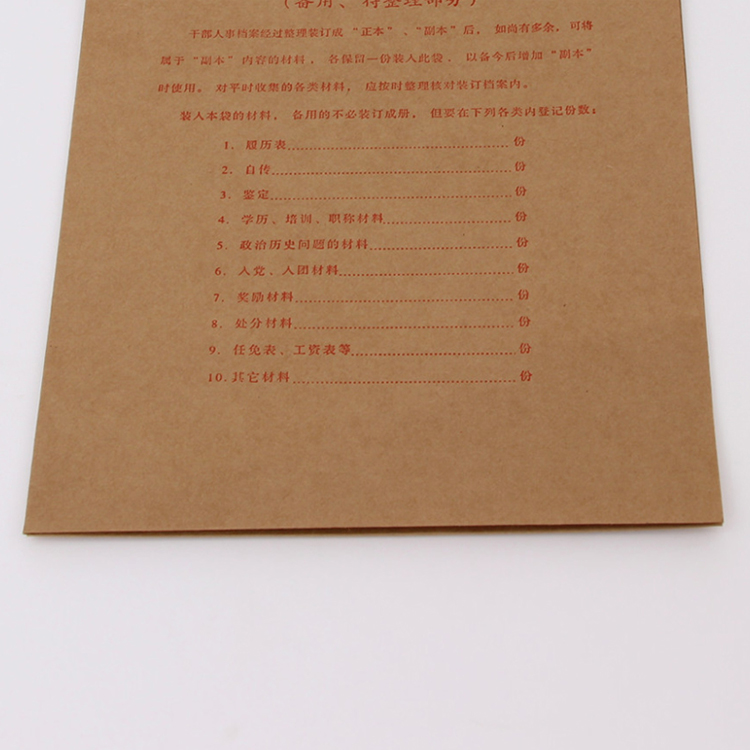 (备用、待整理部分)
干部人事档案经过整理装订成“正本”、“副本”后，如尚有多余，可将
属于“副本”内容的材料，各保留一份装入此袋，以备今后增加“副本”
时使用。对平时收集的各类材料，应按时整理核对装订档案内。
装入本袋的材料，备用的不必装订成册，但要在下列各类内登记份数：
1. 履历表........................份
2. 自传........................份
3. 鉴定........................份
4. 学历、培训、职称材料........................份
5. 政治历史问题的材料........................份
6. 入党、入团材料........................份
7. 奖励材料........................份
8. 处分材料........................份
9. 任免表、工资表等........................份
10. 其它材料........................份